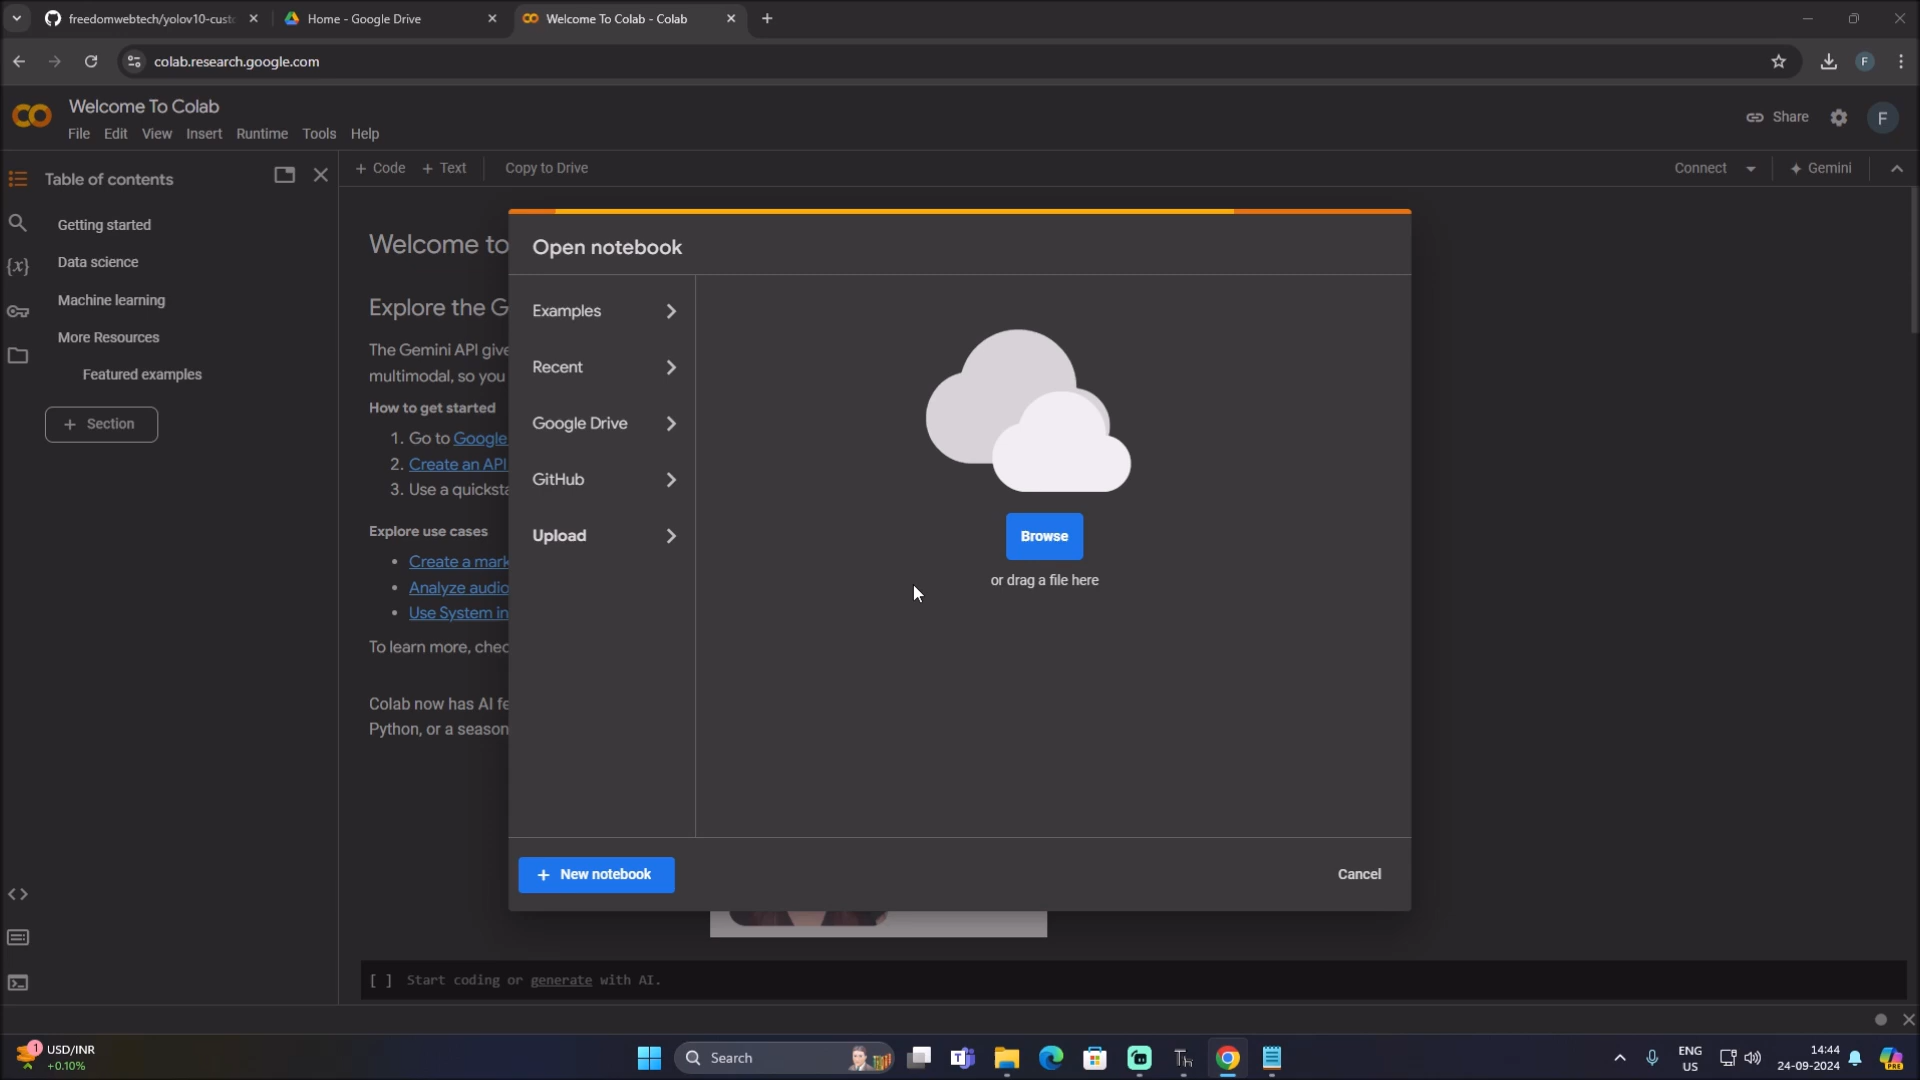 freedomwebtech/yolov10-cust
Home - Google Drive
Welcome To Colab - Colab
colab.research.google.com
F
Welcome To Colab
File Edit View Insert Runtime Tools Help
Share
F
Table of contents
+ Code + Text Copy to Drive
Connect
Gemini
Getting started
Data science
Machine learning
More Resources
Featured examples
+ Section
Welcome to
Explore the G
The Gemini API give
multimodal, so you
How to get started
1. Go to Google
2. Create an API
3. Use a quicksta
Explore use cases
Create a mark
Analyze audio
Use System in
To learn more, chec
Colab now has AI fe
Python, or a season
Open notebook
Examples
Recent
Google Drive
GitHub
Upload
Browse
or drag a file here
+ New notebook
Cancel
[ ] Start coding or generate with AI.
1
USD/INR
+0.10%
Search
ENG
US
14:44
24-09-2024
PRE